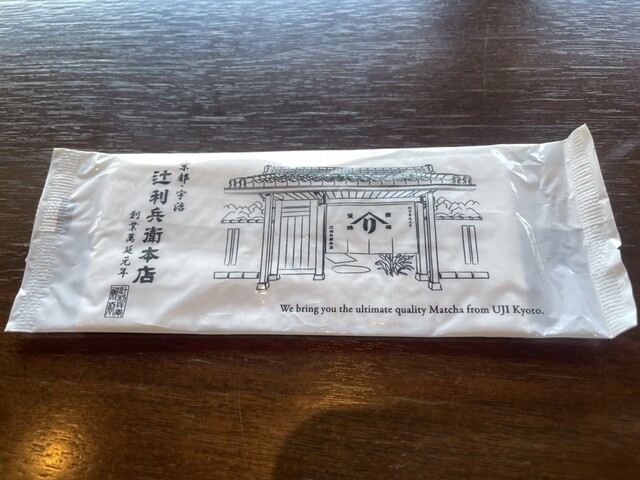 京都・宇治
辻利兵衛本店
創業萬延元年
リ
We bring you the ultimate quality Matcha from UJI Kyoto.